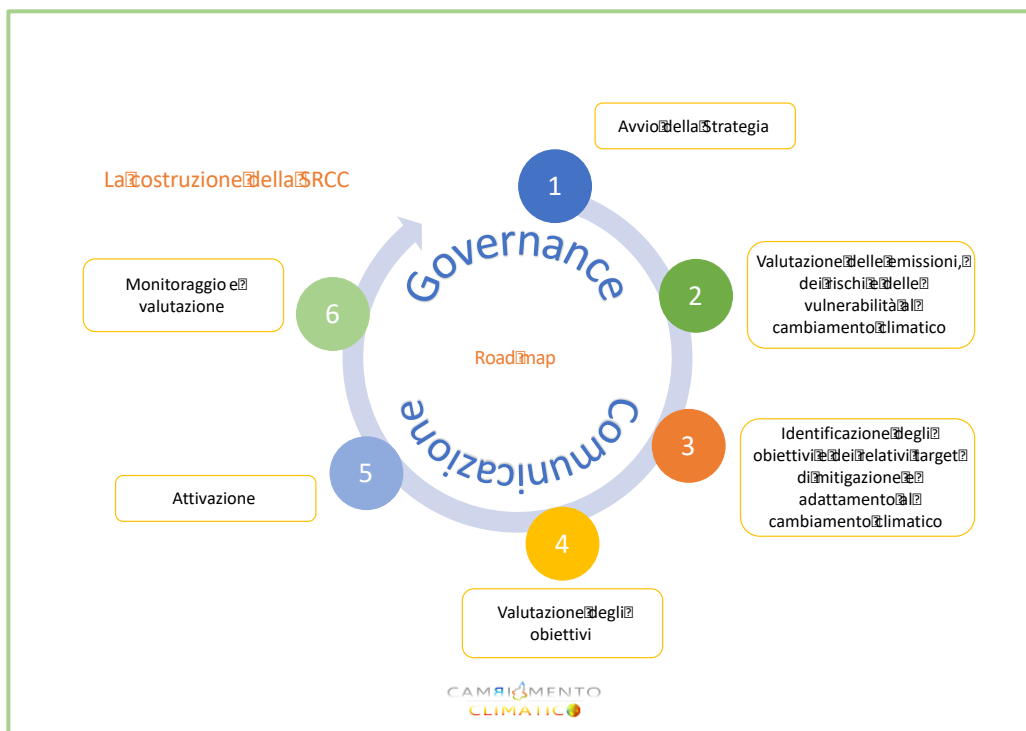 La costruzione della SRCC
1
Avvio della Strategia
2
Valutazione delle emissioni,
dei rischi e delle
vulnerabilità al
cambiamento climatico
3
Identificazione degli
obiettivi e dei relativi target
di mitigazione e
adattamento al
cambiamento climatico
4
Valutazione degli
obiettivi
5
Attivazione
6
Monitoraggio e
valutazione
Governance
Road map
Comunicazione
CAMBIAMENTO
CLIMATICO